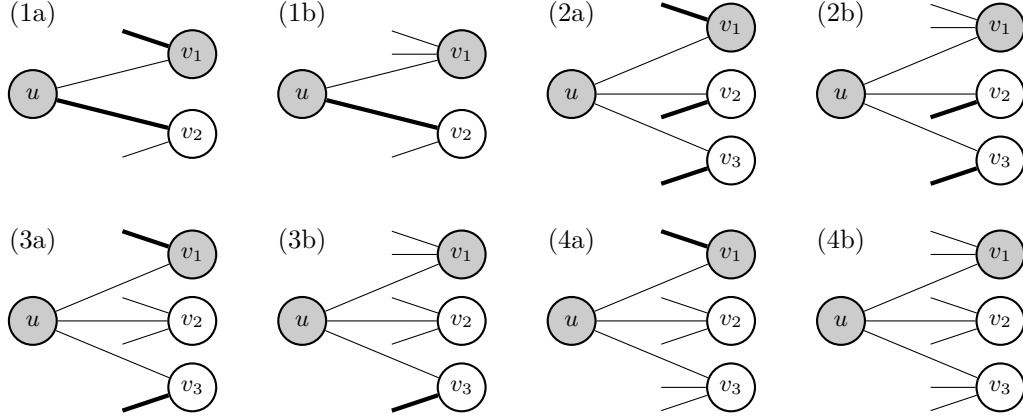 (1a) (1b) (2a) (2b)
v₁ v₁ v₁ v₁
u u u v₂ u v₂
v₂ v₂
v₃ v₃
(3a) (3b) (4a) (4b)
v₁ v₁ v₁ v₁
u v₂ u v₂ u v₂ u v₂
v₃ v₃ v₃ v₃